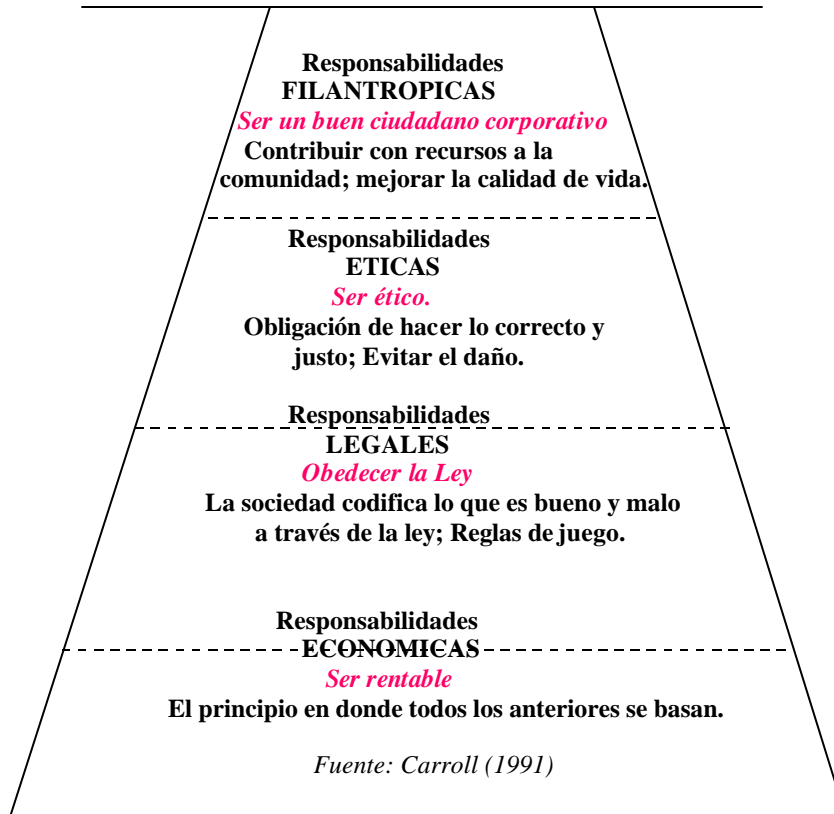 Responsabilidades
FILANTROPICAS
Ser un buen ciudadano corporativo
Contribuir con recursos a la
comunidad; mejorar la calidad de vida.
Responsabilidades
ETICAS
Ser ético.
Obligación de hacer lo correcto y
justo; Evitar el daño.
Responsabilidades
LEGALES
Obedecer la Ley
La sociedad codifica lo que es bueno y malo
a través de la ley; Reglas de juego.
Responsabilidades
ECONOMICAS
Ser rentable
El principio en donde todos los anteriores se basan.
Fuente: Carroll (1991)